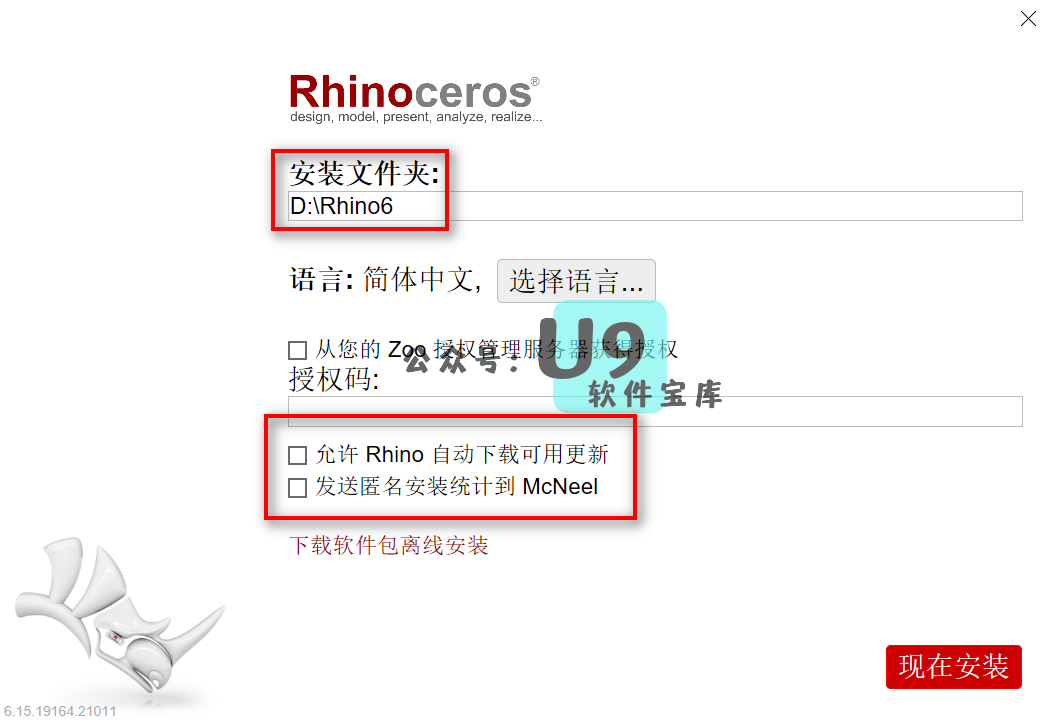 Rhinoceros®
design, model, present, analyze, realize...
安装文件夹:
D:\Rhino6
语言: 简体中文, 选择语言...
从您的 Zoo 授权管理服务器获得授权
公众号: U9
软件宝库
授权码:
允许 Rhino 自动下载可用更新
发送匿名安装统计到 McNeel
下载软件包离线安装
现在安装
6.15.19164.21011